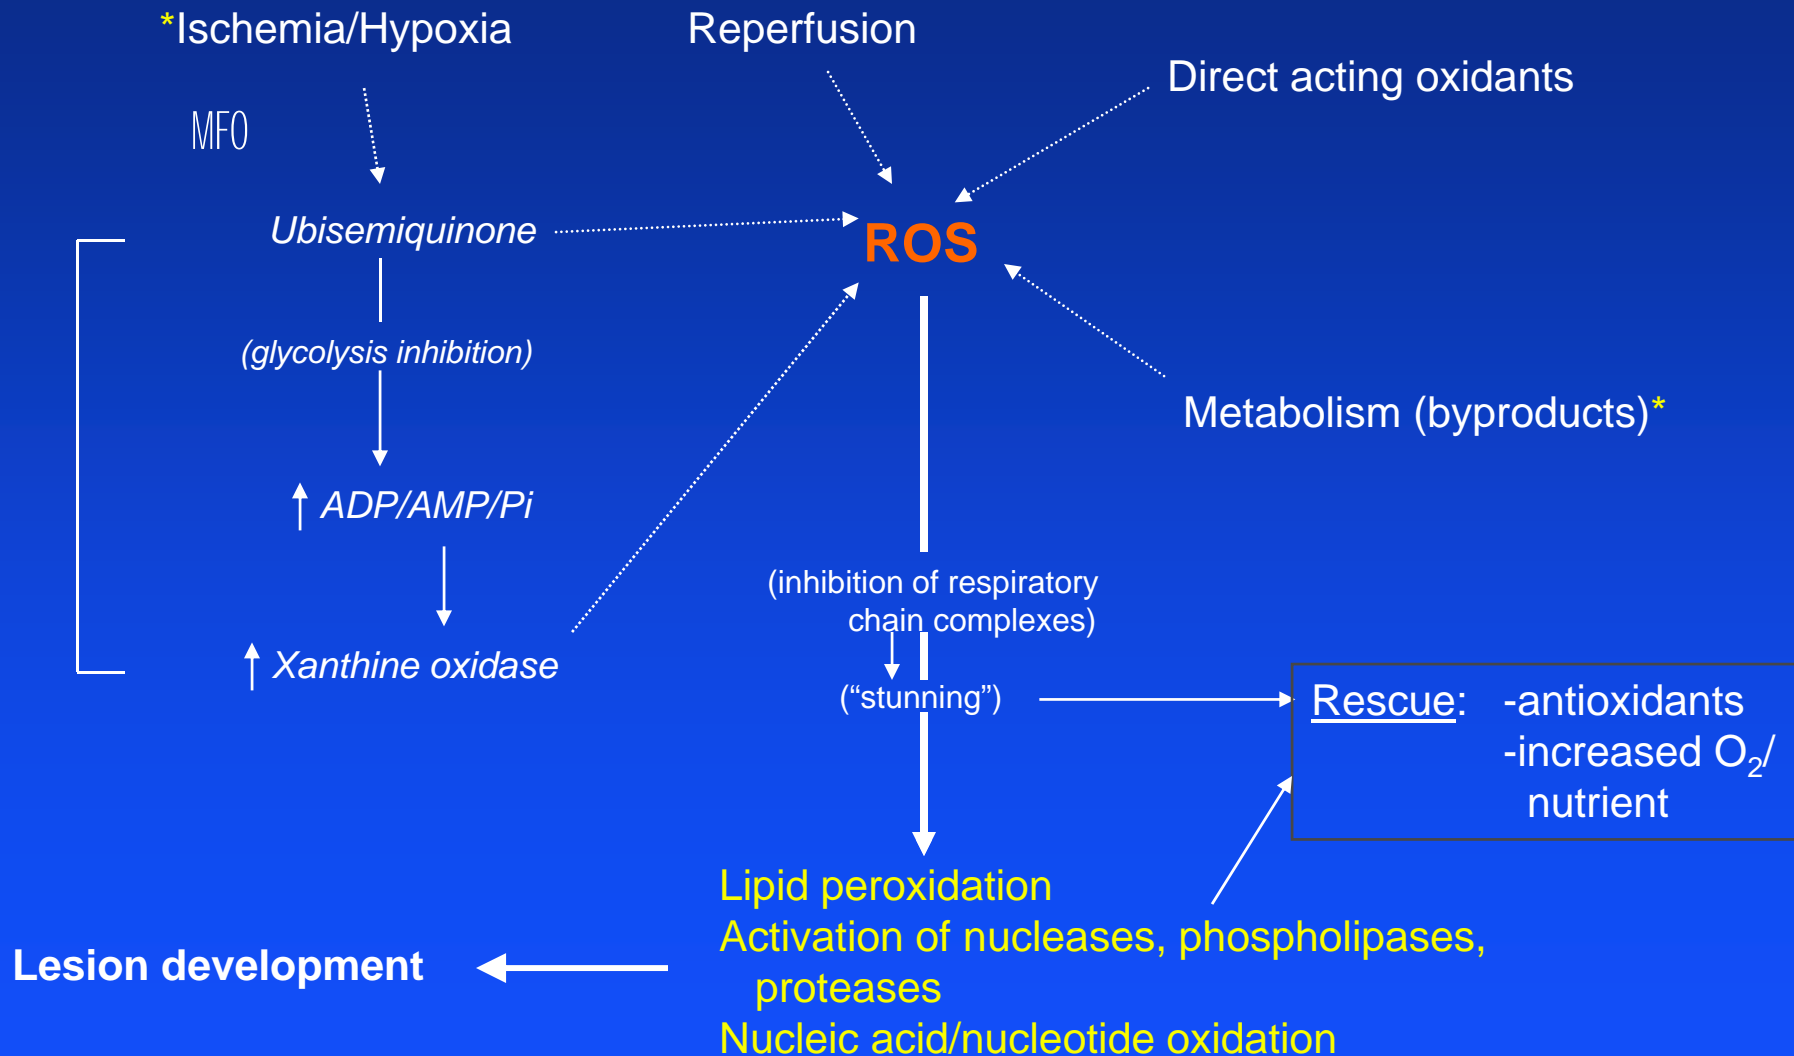 *Ischemia/Hypoxia
Reperfusion
Direct acting oxidants
MFO
Ubisemiquinone
ROS
(glycolysis inhibition)
Metabolism (byproducts)*
ADP/AMP/Pi
(inhibition of respiratory
chain complexes)
Xanthine oxidase
(“stunning”)
Rescue: -antioxidants
-increased O₂/
nutrient
Lipid peroxidation
Activation of nucleases, phospholipases,
proteases
Nucleic acid/nucleotide oxidation
Lesion development